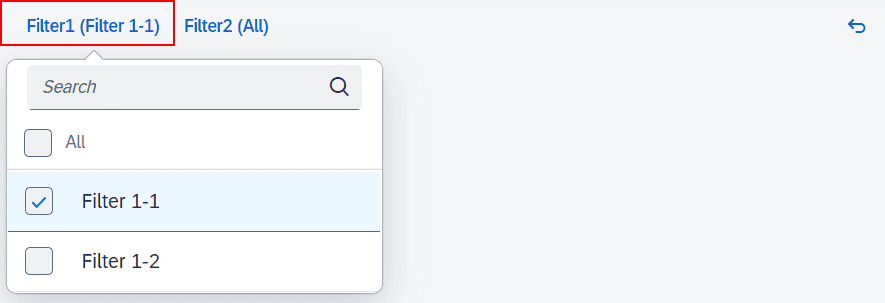 Filter1 (Filter 1-1) Filter2 (All)
Search
All
Filter 1-1
Filter 1-2